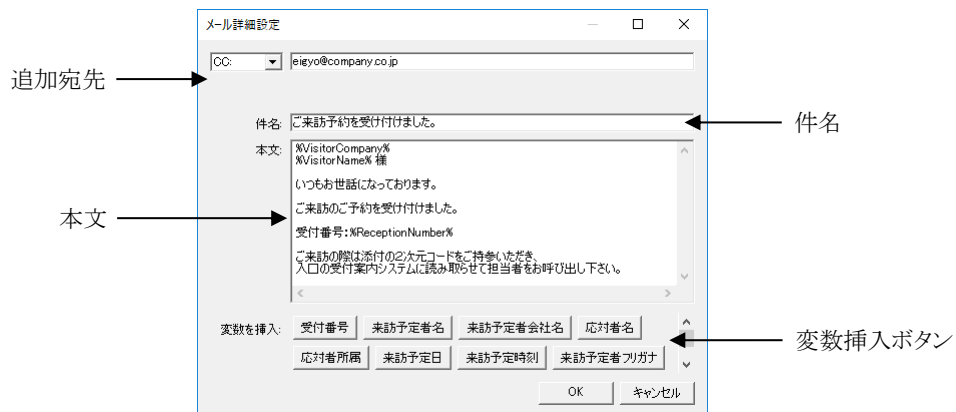 メール詳細設定
CC:
eigyo@company.co.jp
追加宛先
件名:
ご来訪予約を受け付けました。
件名
本文:
%VisitorCompany%
%VisitorName% 様
いつもお世話になっております。
ご来訪のご予約を受け付けました。
本文
受付番号:%ReceptionNumber%
ご来訪の際は添付の2次元コードをご持参いただき、
入口の受付案内システムに読み取らせて担当者をお呼び出し下さい。
変数を挿入:
受付番号 来訪予定者名 来訪予定者会社名 応対者名
変数挿入ボタン
応対者所属 来訪予定日 来訪予定時刻 来訪予定者フリガナ
OK キャンセル